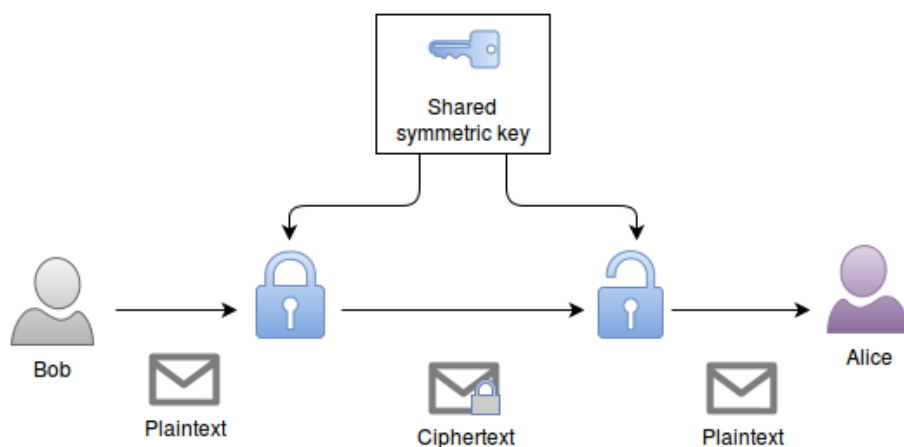 Shared
symmetric key
Bob
Alice
Plaintext
Ciphertext
Plaintext